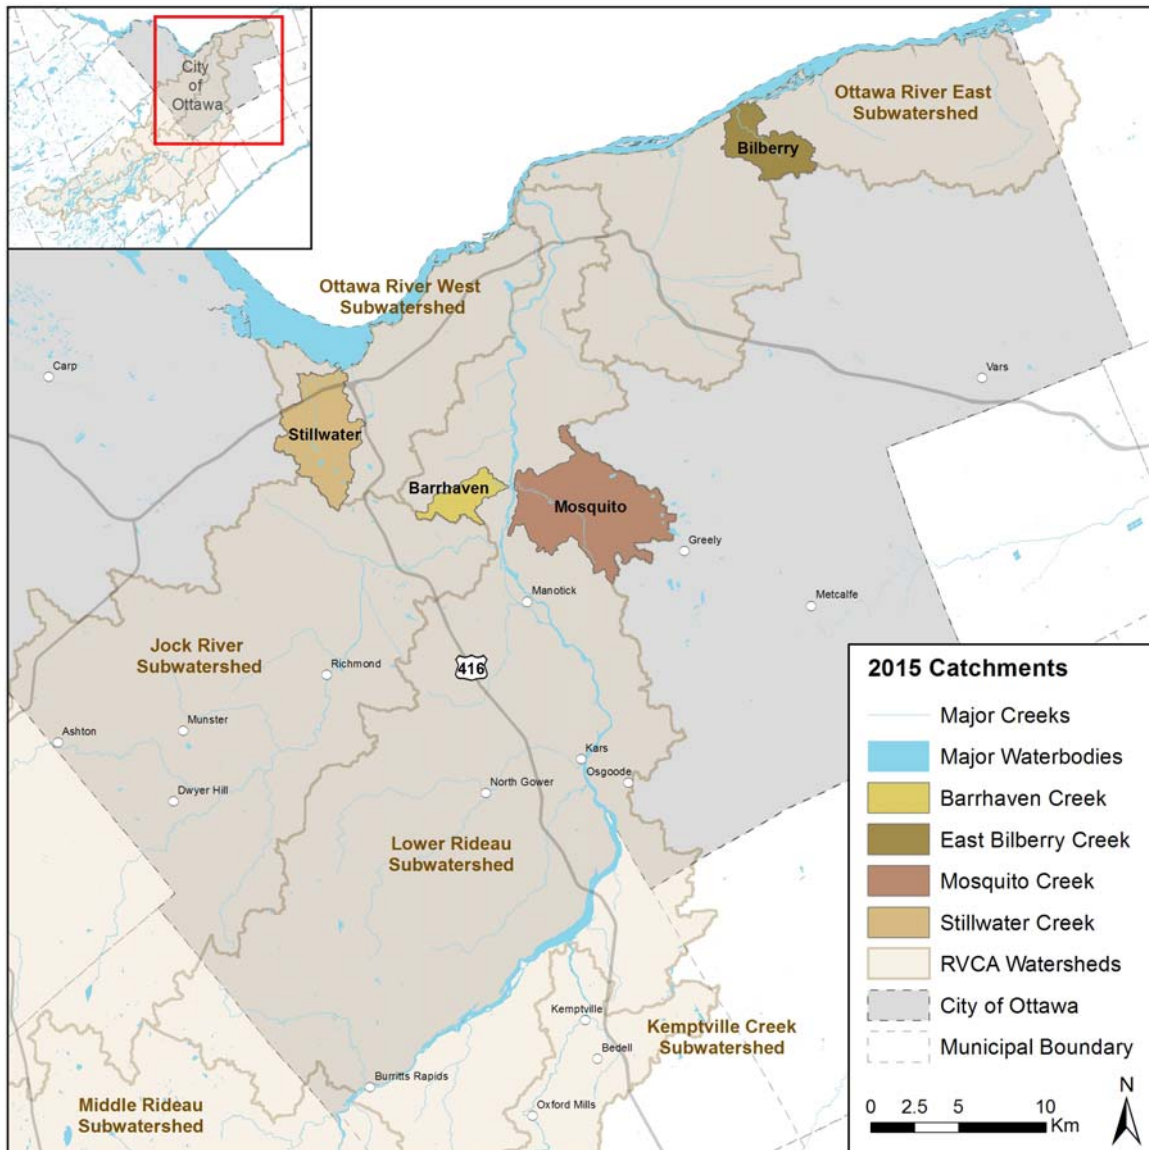 City
of
Ottawa
Ottawa River East
Subwatershed
Bilberry
Ottawa River West
Subwatershed
Carp
Vars
Stillwater
Barrhaven
Mosquito
Greely
Metcalfe
Manotick
Jock River
Subwatershed
Richmond
416
Munster
Ashton
Dwyer Hill
Kars
Osgoode
North Gower
Lower Rideau
Subwatershed
Kemptville
Kemptville Creek
Subwatershed
Bedell
Burritts Rapids
Oxford Mills
Middle Rideau
Subwatershed
2015 Catchments
Major Creeks
Major Waterbodies
Barrhaven Creek
East Bilberry Creek
Mosquito Creek
Stillwater Creek
RVCA Watersheds
City of Ottawa
Municipal Boundary
N
0 2.5 5 10
Km